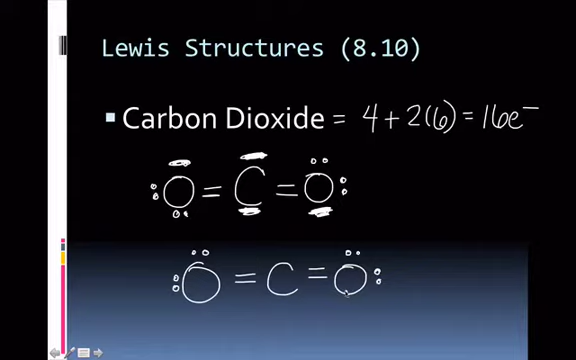 Lewis Structures (8.10)
▪ Carbon Dioxide = 4 + 2(6) = 16e⁻
:O = C = O:
:O = C = O: